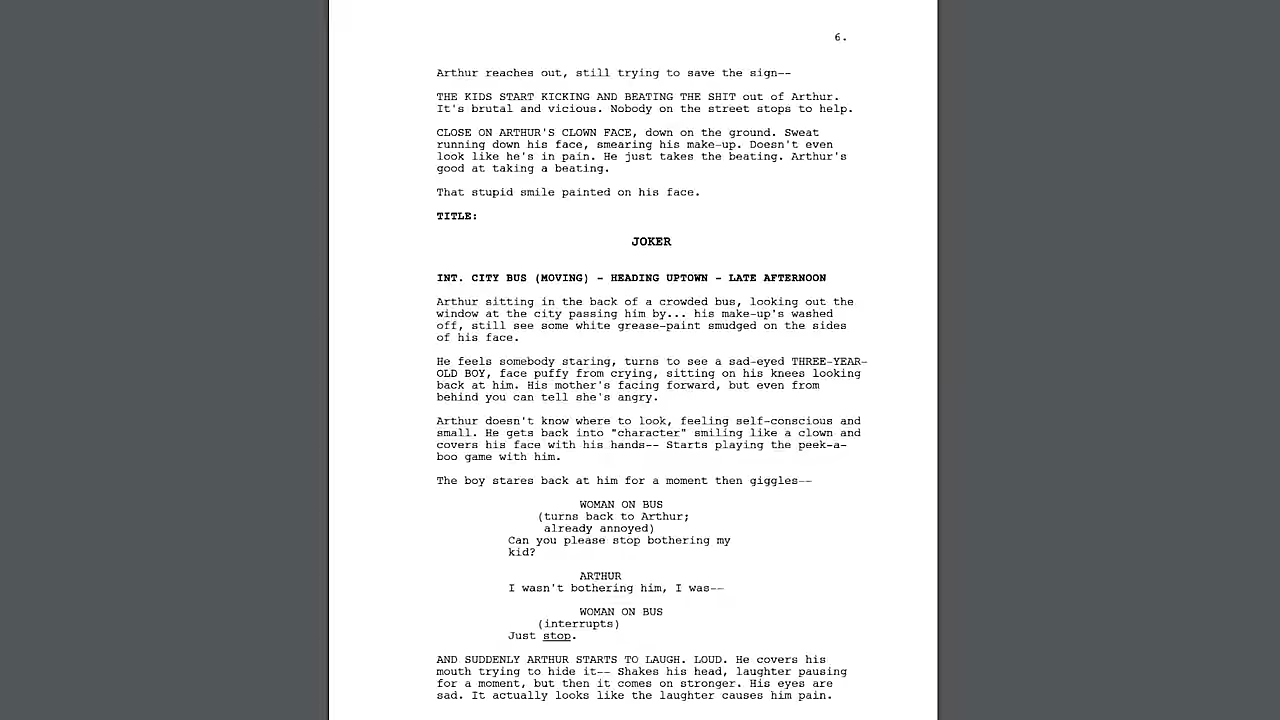 6.
Arthur reaches out, still trying to save the sign--
THE KIDS START KICKING AND BEATING THE SHIT out of Arthur.
It's brutal and vicious. Nobody on the street stops to help.
CLOSE ON ARTHUR'S CLOWN FACE, down on the ground. Sweat
running down his face, smearing his make-up. Doesn't even
look like he's in pain. He just takes the beating. Arthur's
good at taking a beating.
That stupid smile painted on his face.
TITLE:
JOKER
INT. CITY BUS (MOVING) - HEADING UPTOWN - LATE AFTERNOON
Arthur sitting in the back of a crowded bus, looking out the
window at the city passing him by... his make-up's washed
off, still see some white grease-paint smudged on the sides
of his face.
He feels somebody staring, turns to see a sad-eyed THREE-YEAR-
OLD BOY, face puffy from crying, sitting on his knees looking
back at him. His mother's facing forward, but even from
behind you can tell she's angry.
Arthur doesn't know where to look, feeling self-conscious and
small. He gets back into "character" smiling like a clown and
covers his face with his hands-- Starts playing the peek-a-
boo game with him.
The boy stares back at him for a moment then giggles--
WOMAN ON BUS
(turns back to Arthur;
already annoyed)
Can you please stop bothering my
kid?
ARTHUR
I wasn't bothering him, I was--
WOMAN ON BUS
(interrupts)
Just stop.
AND SUDDENLY ARTHUR STARTS TO LAUGH. LOUD. He covers his
mouth trying to hide it-- Shakes his head, laughter pausing
for a moment, but then it comes on stronger. His eyes are
sad. It actually looks like the laughter causes him pain.